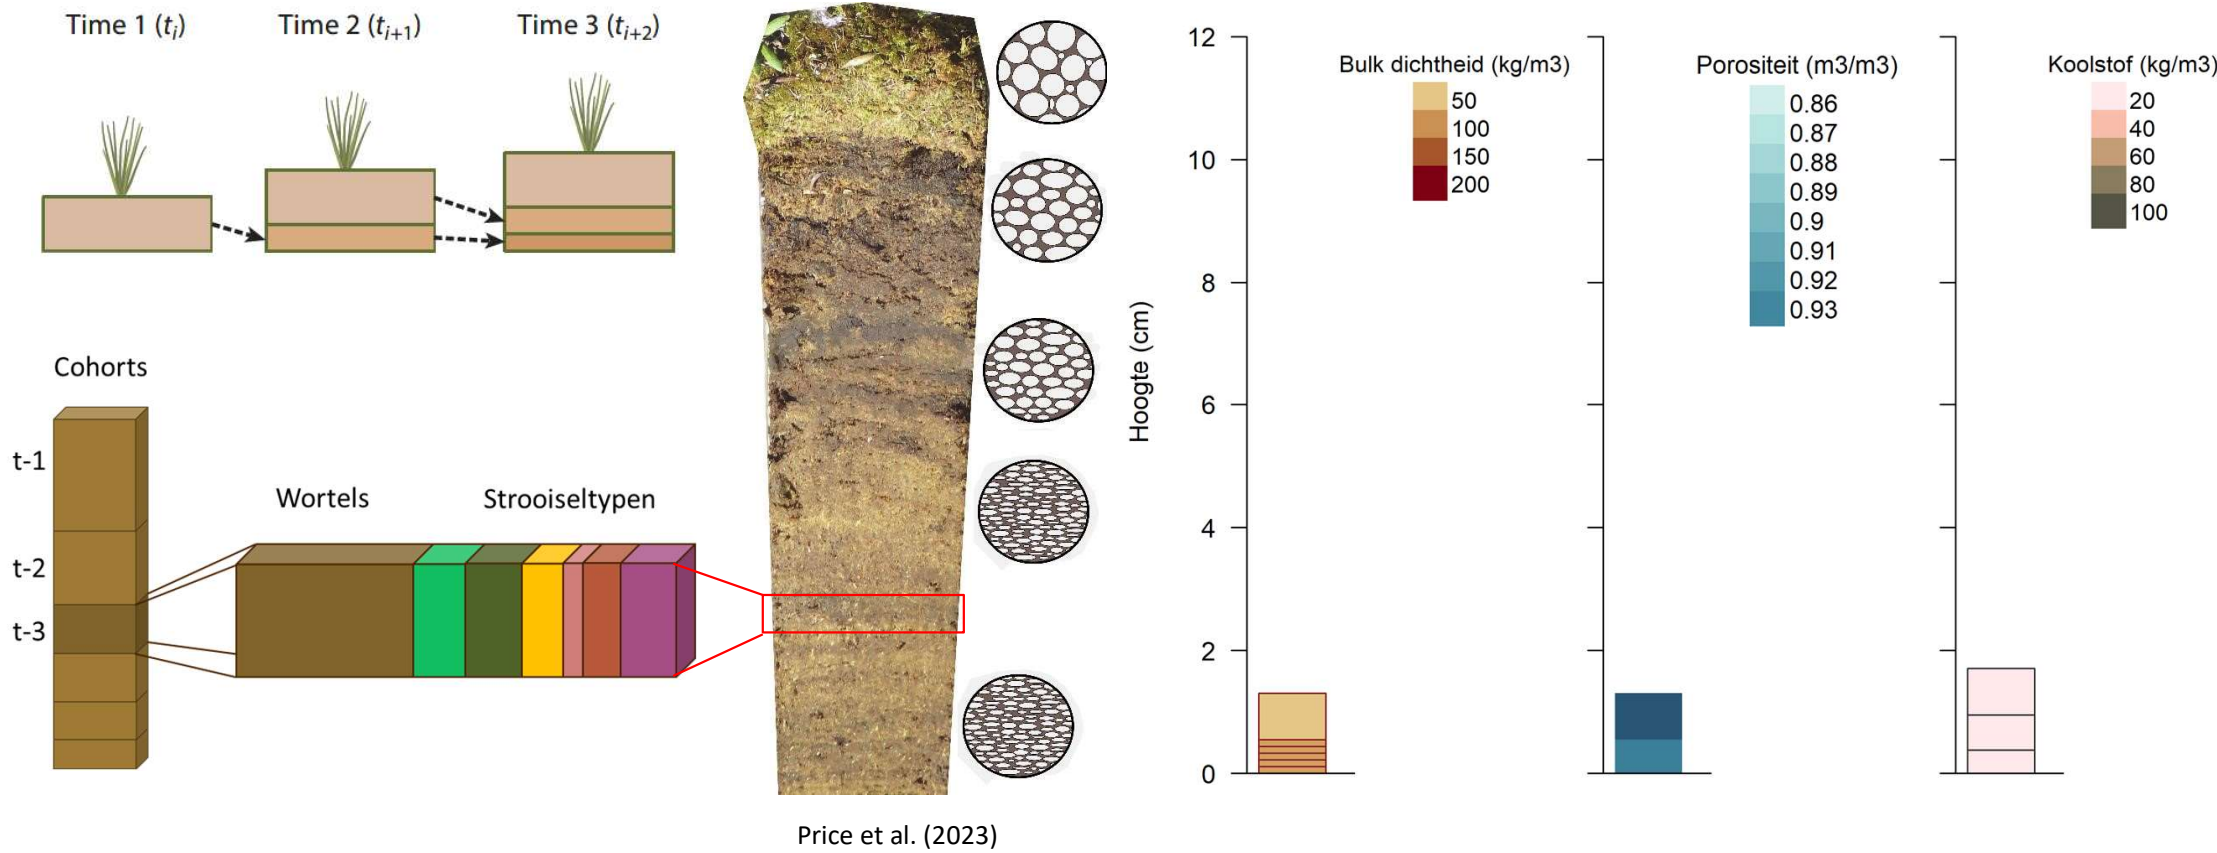 Time 1 (tᵢ)
Time 2 (tᵢ₊₁)
Time 3 (tᵢ₊₂)
Cohorts
t-1
t-2
t-3
Wortels
Strooiseltypen
Price et al. (2023)
Hoogte (cm)
12
10
8
6
4
2
0
Bulk dichtheid (kg/m3)
50
100
150
200
Porositeit (m3/m3)
0.86
0.87
0.88
0.89
0.9
0.91
0.92
0.93
Koolstof (kg/m3)
20
40
60
80
100